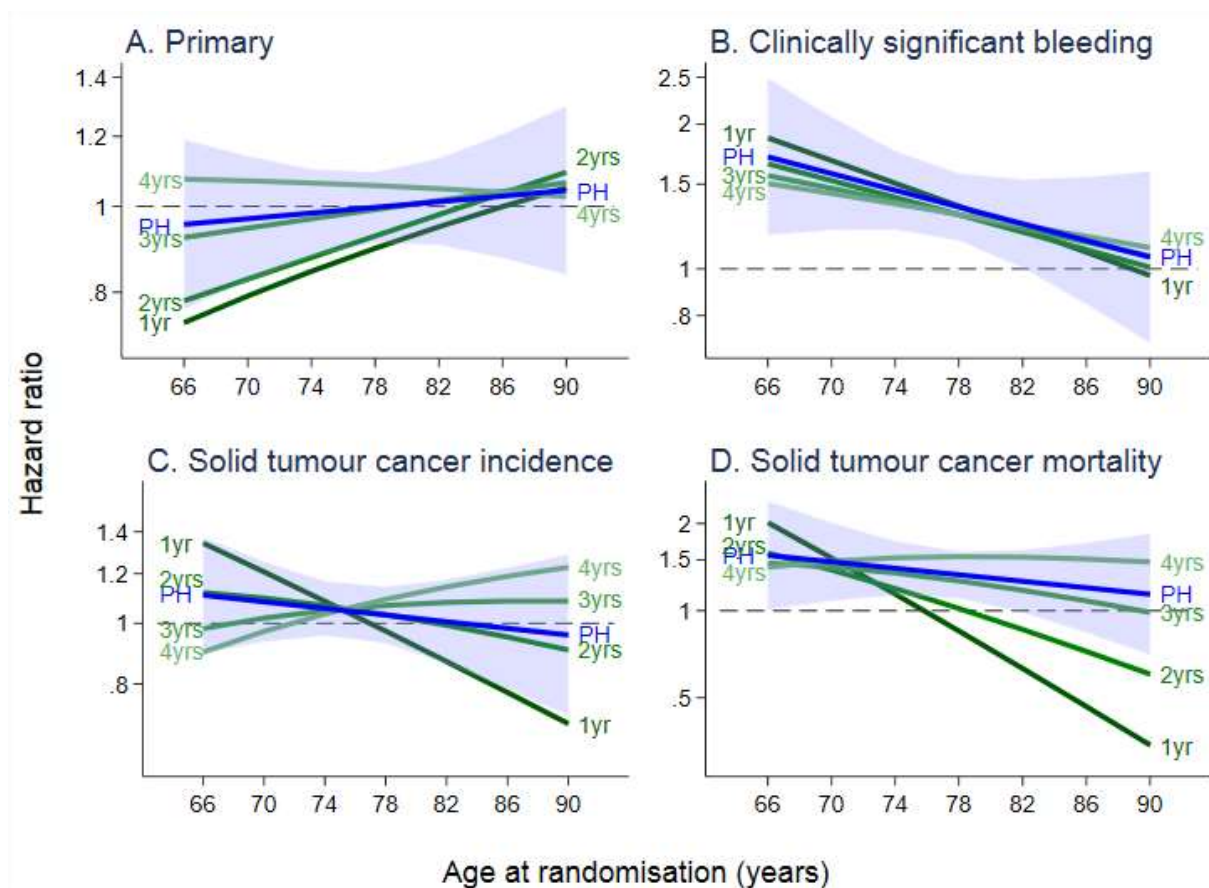 A. Primary
1.4
1.2
1
.8
4yrs
PH
3yrs
2yrs
1yr
2yrs
PH
4yrs
66 70 74 78 82 86 90
B. Clinically significant bleeding
2.5
2
1.5
1
.8
1yr
PH
3yrs
4yrs
4yrs
PH
1yr
66 70 74 78 82 86 90
Hazard ratio
C. Solid tumour cancer incidence
1.4
1.2
1
.8
1yr
2yrs
PH
3yrs
4yrs
4yrs
3yrs
PH
2yrs
1yr
66 70 74 78 82 86 90
D. Solid tumour cancer mortality
2
1.5
1
.5
1yr
2yrs
PH
4yrs
4yrs
PH
3yrs
2yrs
1yr
66 70 74 78 82 86 90
Age at randomisation (years)